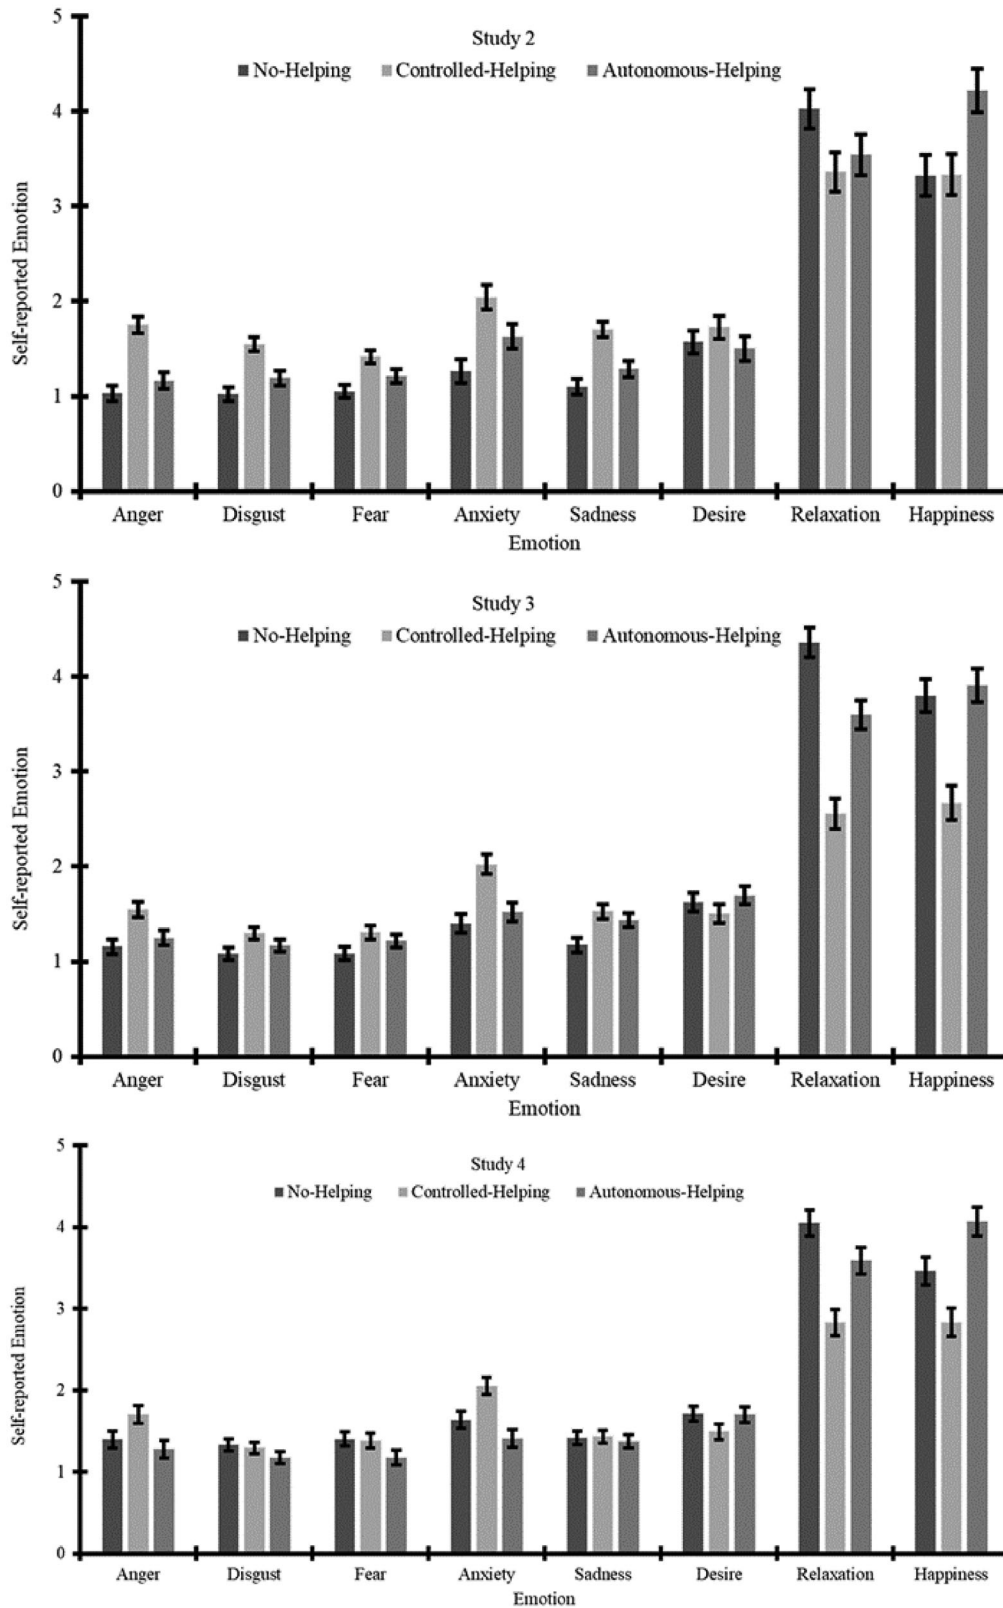 5
Study 2
No-Helping Controlled-Helping Autonomous-Helping
4
3
Self-reported Emotion
2
1
0
Anger Disgust Fear Anxiety Sadness Desire Relaxation Happiness
Emotion
5
Study 3
No-Helping Controlled-Helping Autonomous-Helping
4
3
Self-reported Emotion
2
1
0
Anger Disgust Fear Anxiety Sadness Desire Relaxation Happiness
Emotion
5
Study 4
No-Helping Controlled-Helping Autonomous-Helping
4
3
Self-reported Emotion
2
1
0
Anger Disgust Fear Anxiety Sadness Desire Relaxation Happiness
Emotion